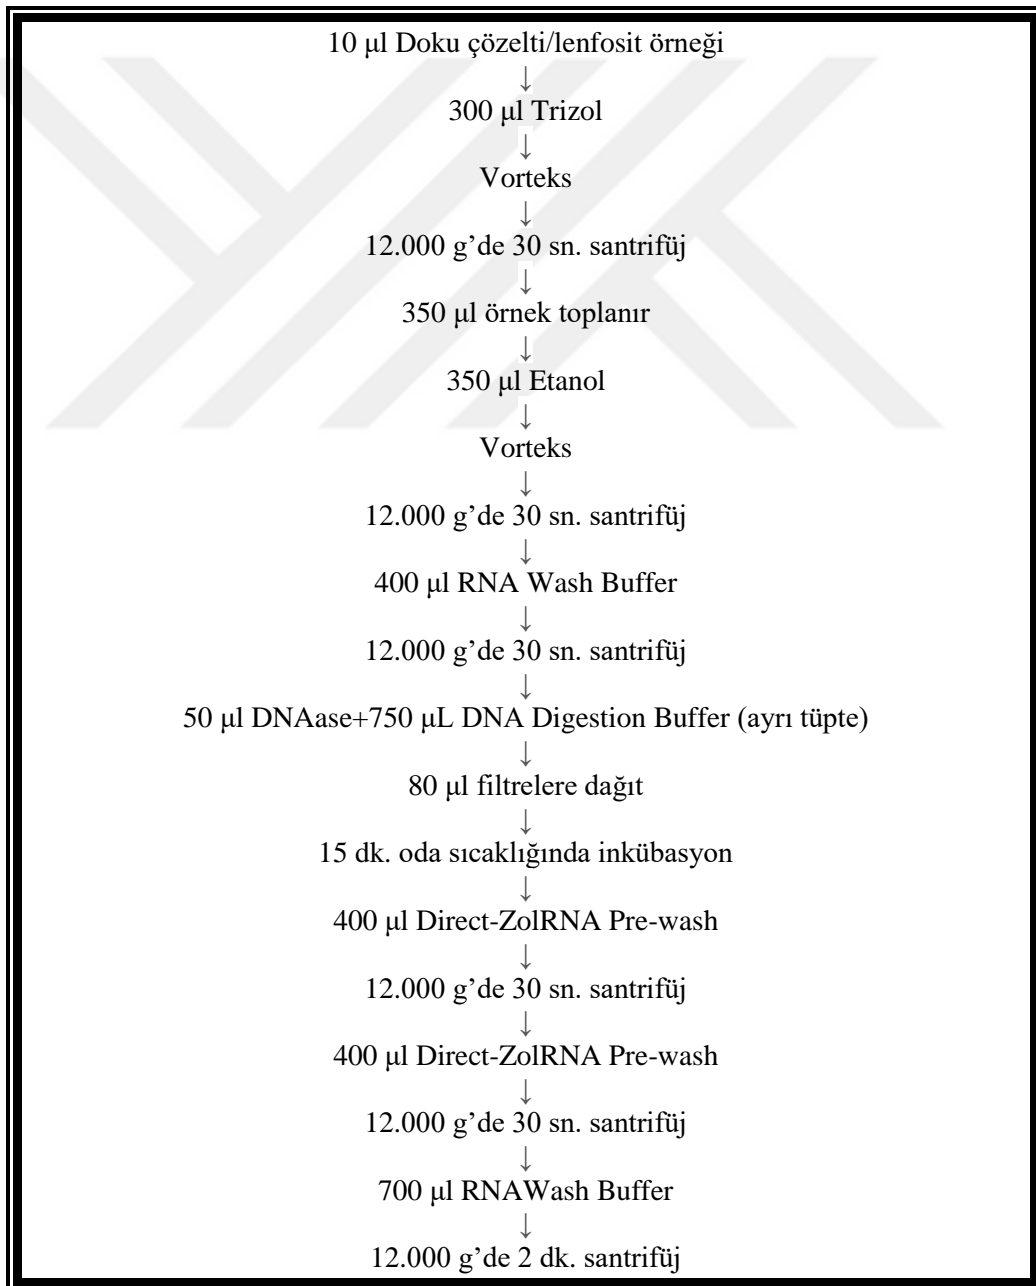 10 µl Doku çözelti/lenfosit örneği
↓
300 µl Trizol
↓
Vorteks
↓
12.000 g’de 30 sn. santrifüj
↓
350 µl örnek toplanır
↓
350 µl Etanol
↓
Vorteks
↓
12.000 g’de 30 sn. santrifüj
↓
400 µl RNA Wash Buffer
↓
12.000 g’de 30 sn. santrifüj
↓
50 µl DNAase+750 µL DNA Digestion Buffer (ayrı tüpte)
↓
80 µl filtrelere dağıt
↓
15 dk. oda sıcaklığında inkübasyon
↓
400 µl Direct-ZolRNA Pre-wash
↓
12.000 g’de 30 sn. santrifüj
↓
400 µl Direct-ZolRNA Pre-wash
↓
12.000 g’de 30 sn. santrifüj
↓
700 µl RNAWash Buffer
↓
12.000 g’de 2 dk. santrifüj